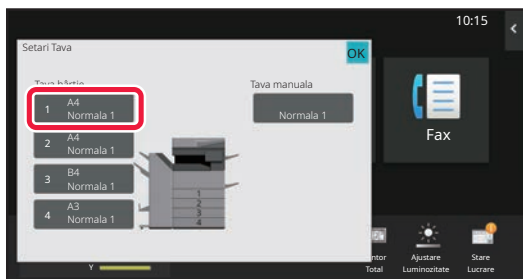 10:15
Setari Tava
OK
Tava hârtie
Tava manuala
1
A4
Normala 1
Normala 1
2
A4
Normala 1
3
B4
Normala 1
4
A3
Normala 1
1
2
3
4
Fax
ntor
Total
Ajustare
Luminozitate
Stare
Lucrare
Y